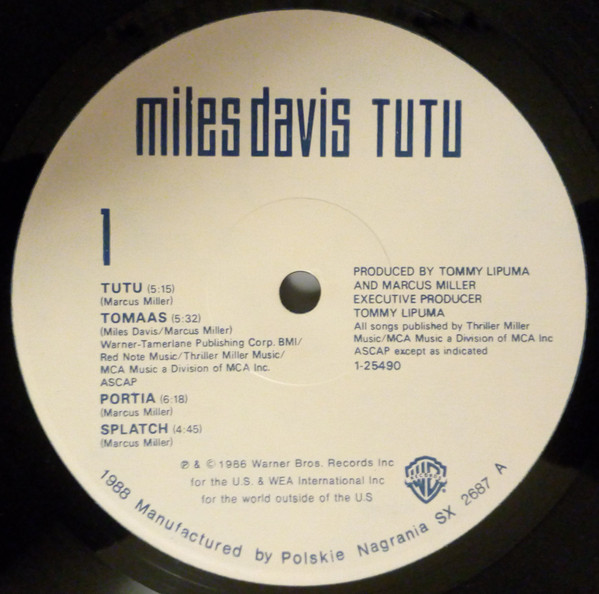 miles davis TUTU
1
TUTU (5:15)
(Marcus Miller)
TOMAAS (5:32)
(Miles Davis/Marcus Miller)
Warner-Tamerlane Publishing Corp. BMI/
Red Note Music/Thriller Miller Music/
MCA Music a Division of MCA Inc.
ASCAP
PORTIA (6:18)
(Marcus Miller)
SPLATCH (4:45)
(Marcus Miller)
PRODUCED BY TOMMY LIPUMA
AND MARCUS MILLER
EXECUTIVE PRODUCER
TOMMY LIPUMA
All songs published by Thriller Miller
Music/MCA Music a Division of MCA Inc
ASCAP except as indicated
1-25490
℗ & © 1986 Warner Bros. Records Inc
for the U.S. & WEA International Inc
for the world outside of the U.S
WB RECORDS
1988 Manufactured by Polskie Nagrania SX 2687 A